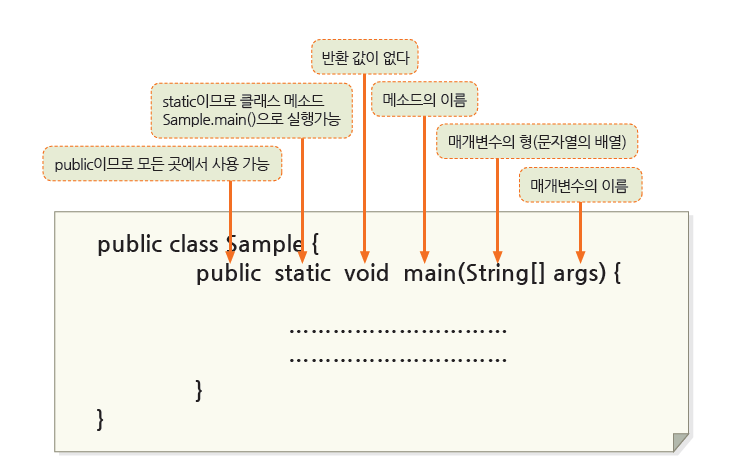 반환 값이 없다
static이므로 클래스 메소드
Sample.main()으로 실행가능
메소드의 이름
매개변수의 형(문자열의 배열)
public이므로 모든 곳에서 사용 가능
매개변수의 이름
public class Sample {
public static void main(String[] args) {
..............................
..............................
}
}